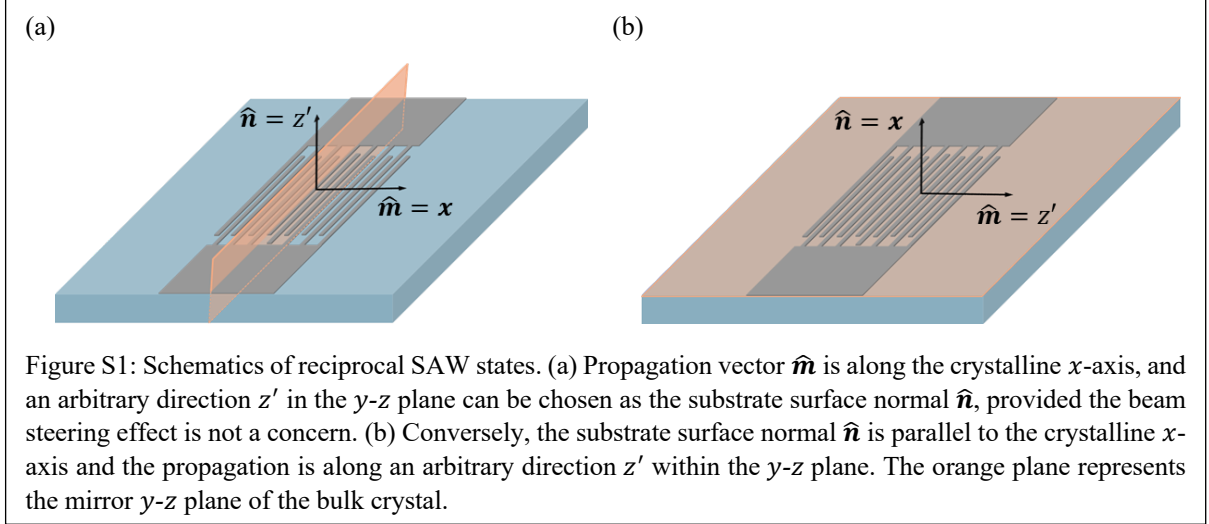 (a)
(b)
n̂ = z′
m̂ = x
n̂ = x
m̂ = z′
Figure S1: Schematics of reciprocal SAW states. (a) Propagation vector m̂ is along the crystalline x-axis, and
an arbitrary direction z′ in the y-z plane can be chosen as the substrate surface normal n̂, provided the beam
steering effect is not a concern. (b) Conversely, the substrate surface normal n̂ is parallel to the crystalline x-
axis and the propagation is along an arbitrary direction z′ within the y-z plane. The orange plane represents
the mirror y-z plane of the bulk crystal.